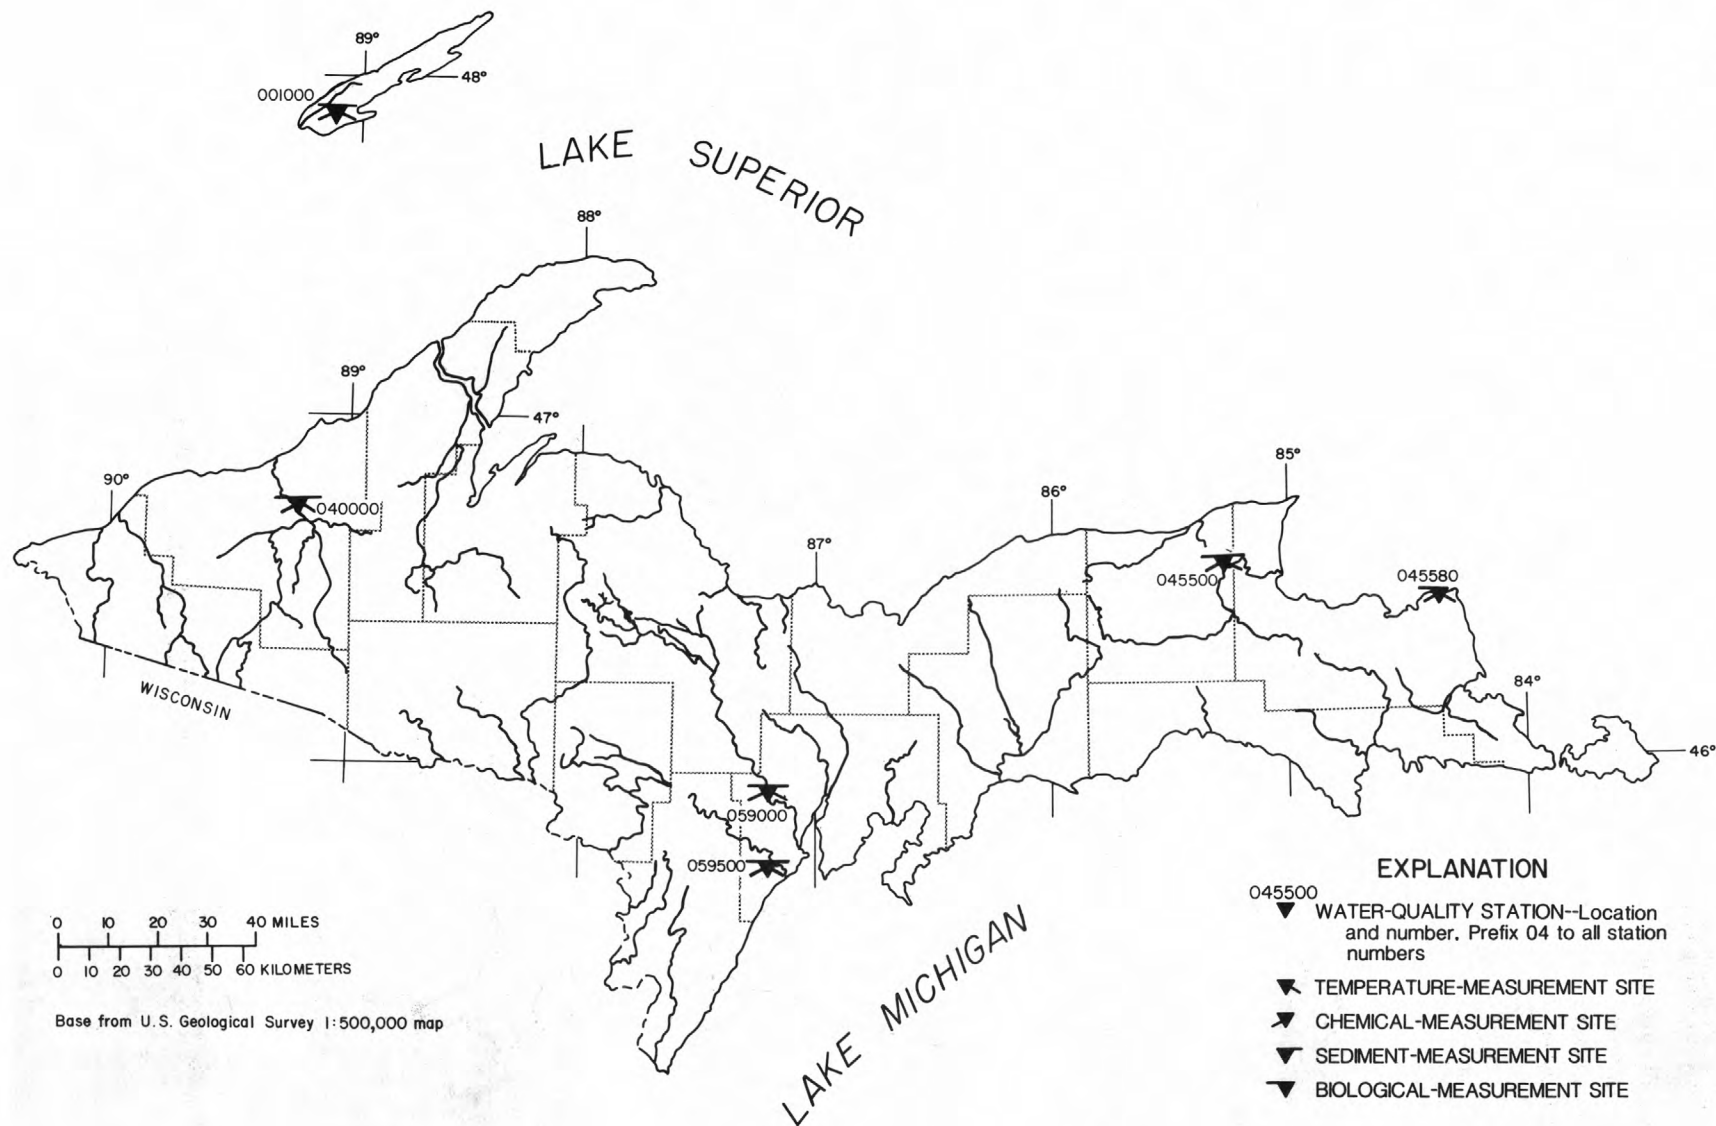 89°
48°
001000
LAKE SUPERIOR
88°
89°
47°
90°
040000
85°
86°
87°
045500
045580
WISCONSIN
84°
46°
059000
059500
0 10 20 30 40 MILES
0 10 20 30 40 50 60 KILOMETERS
Base from U.S. Geological Survey 1:500,000 map
LAKE MICHIGAN
EXPLANATION
045500
WATER-QUALITY STATION--Location
and number. Prefix 04 to all station
numbers
TEMPERATURE-MEASUREMENT SITE
CHEMICAL-MEASUREMENT SITE
SEDIMENT-MEASUREMENT SITE
BIOLOGICAL-MEASUREMENT SITE